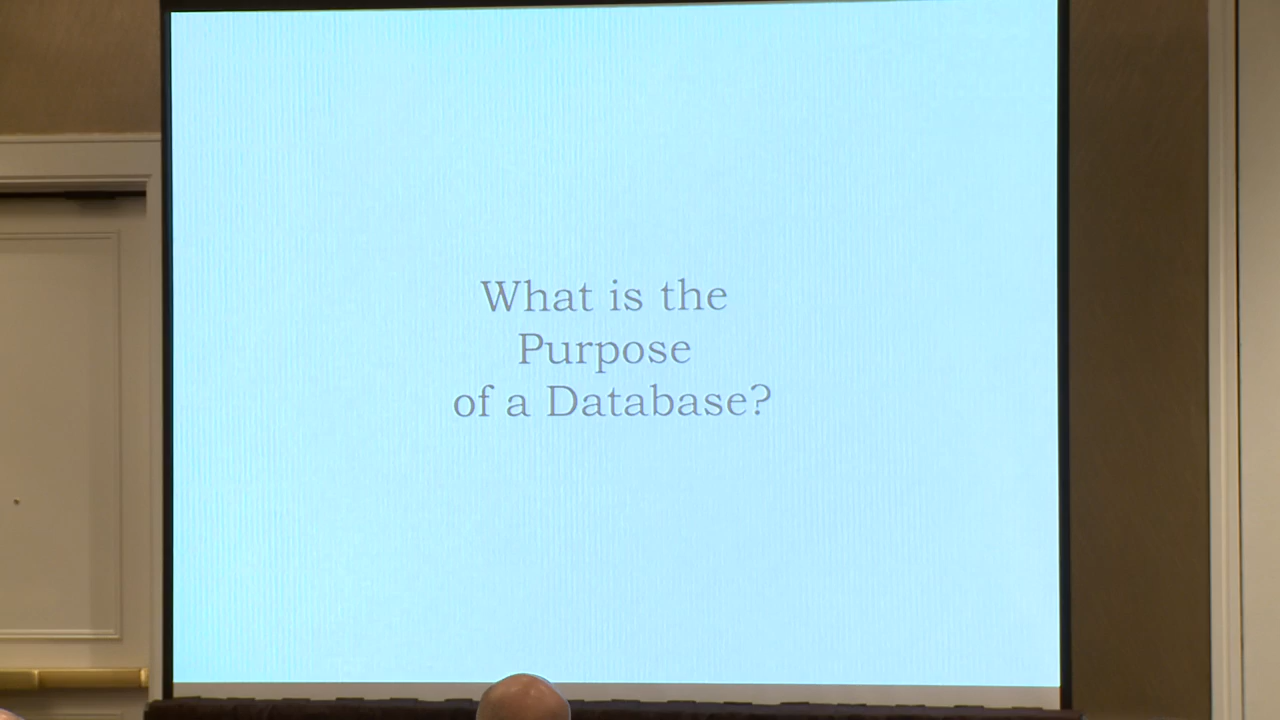 What is the
Purpose
of a Database?